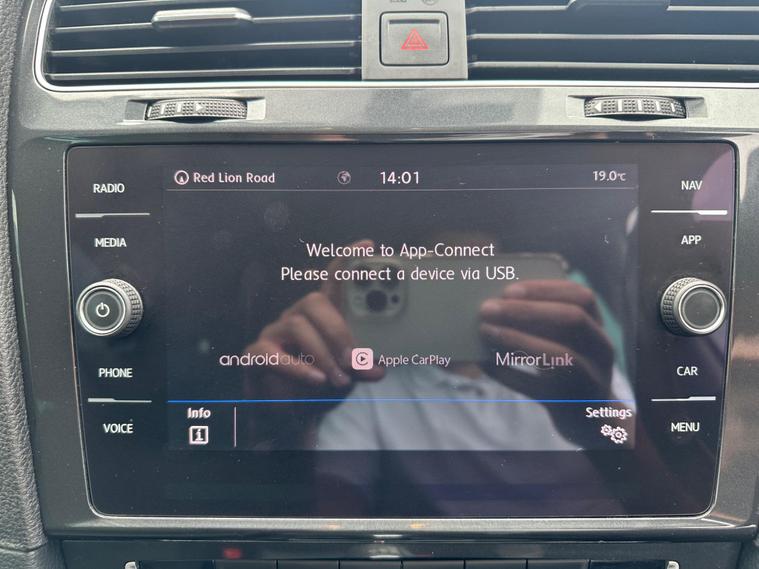 RADIO
MEDIA
PHONE
VOICE
Red Lion Road
14:01
19.0°C
Welcome to App-Connect
Please connect a device via USB.
androidauto
Apple CarPlay
MirrorLink
Info
i
Settings
NAV
APP
CAR
MENU